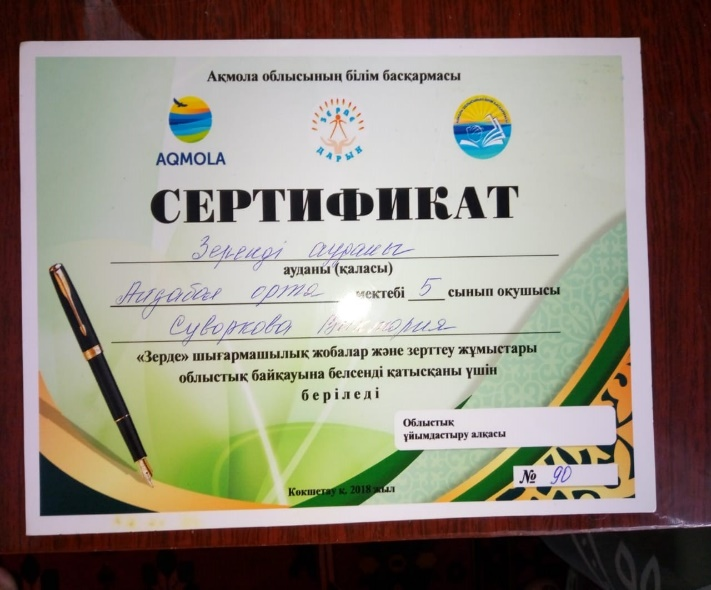 Ақмола облысының білім басқармасы
AQMOLA
ЗЕРДЕ
ДАРЫН
СЕРТИФИКАТ
Зеренді ауданы
ауданы (қаласы)
Айдабол орта мектебі 5 сынып оқушысы
Суворкова Виктория
«Зерде» шығармашылық жобалар және зерттеу жұмыстары
облыстық байқауына белсенді қатысқаны үшін
беріледі
Облыстық
ұйымдастыру алқасы
№ 90
Көкшетау қ. 2018 жыл